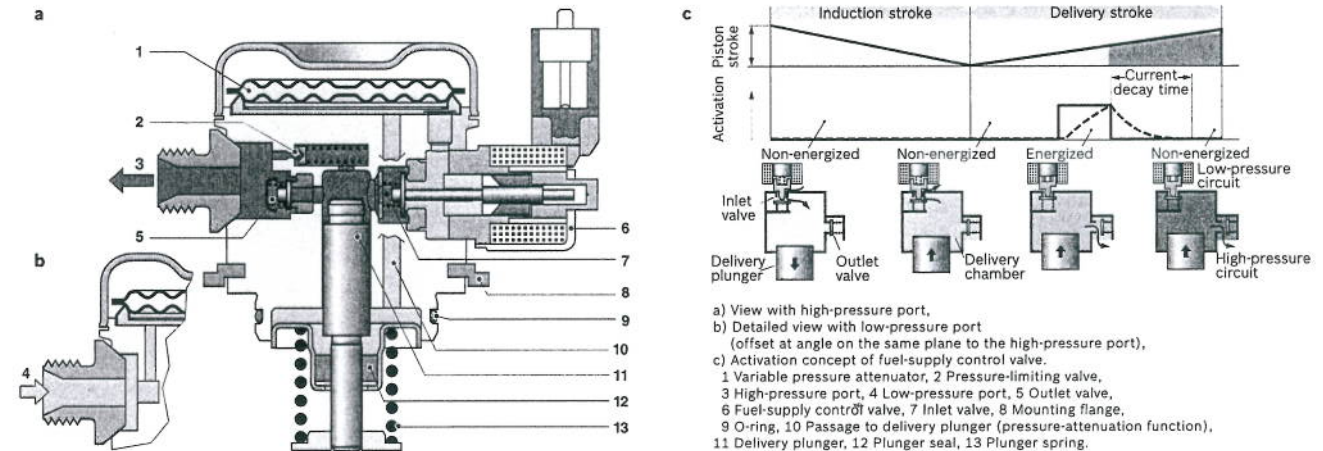 a
1
2
3
5
6
7
8
9
10
11
12
13
b
4
c
Induction stroke
Delivery stroke
Piston
stroke
Activation
Current
decay time
Non-energized
Non-energized
Energized
Non-energized
Low-pressure
circuit
Inlet
valve
Delivery
plunger
Outlet
valve
Delivery
chamber
High-pressure
circuit
a) View with high-pressure port,
b) Detailed view with low-pressure port
(offset at angle on the same plane to the high-pressure port),
c) Activation concept of fuel-supply control valve.
1 Variable pressure attenuator, 2 Pressure-limiting valve,
3 High-pressure port, 4 Low-pressure port, 5 Outlet valve,
6 Fuel-supply control valve, 7 Inlet valve, 8 Mounting flange,
9 O-ring, 10 Passage to delivery plunger (pressure-attenuation function),
11 Delivery plunger, 12 Plunger seal, 13 Plunger spring.